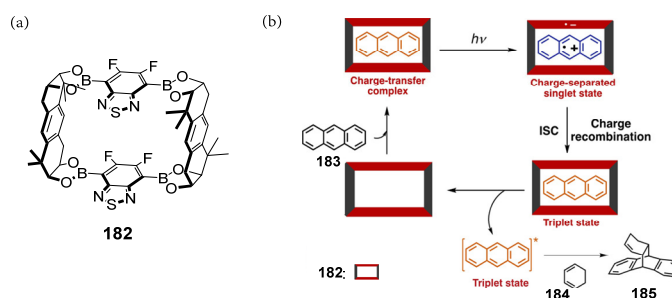 (a)
F F
O B B O
O O
N S N
F F
O B B O
O O
N S N
182
(b)
Charge-transfer
complex
hν
• –
• +
Charge-separated
singlet state
ISC
Charge
recombination
183
Triplet state
[ ]*
Triplet state
184
185
182: